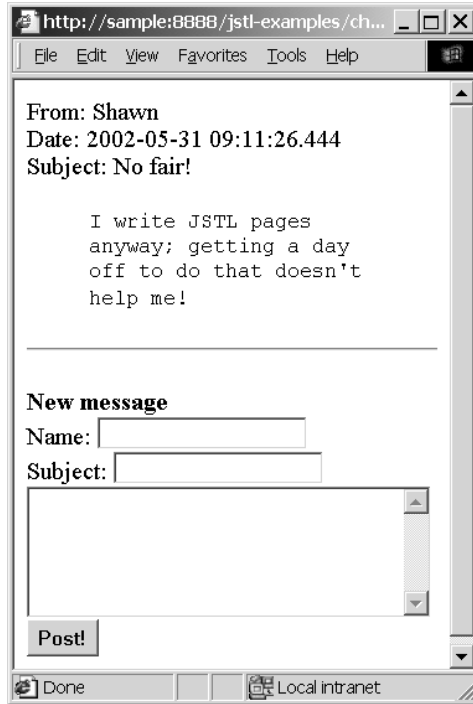 http://sample:8888/jstl-examples/ch...
File Edit View Favorites Tools Help
From: Shawn
Date: 2002-05-31 09:11:26.444
Subject: No fair!
I write JSTL pages
anyway; getting a day
off to do that doesn't
help me!
New message
Name:
Subject:
Post!
Done Local intranet